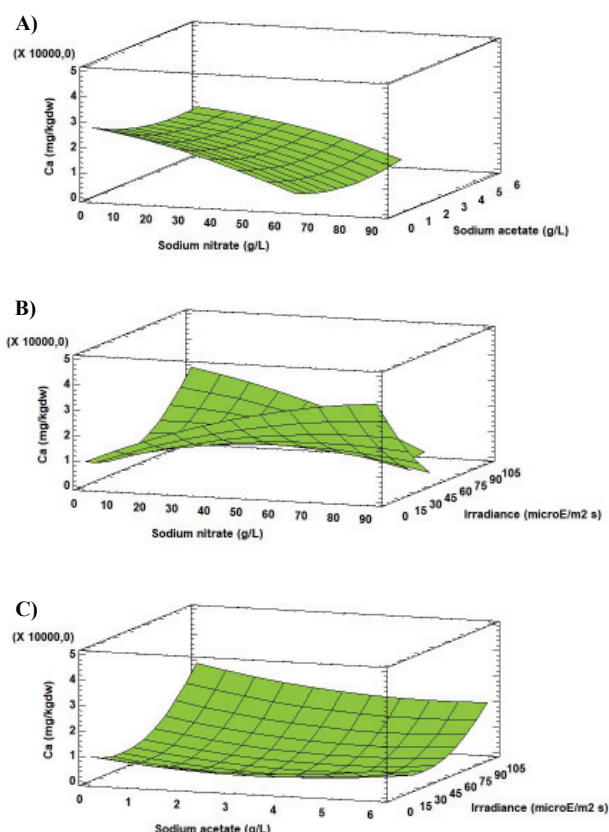 A)
(X 10000,0)
5
4
3
2
1
0
Ca (mg/kgdw)
0 10 20 30 40 50 60 70 80 90
Sodium nitrate (g/L)
0 1 2 3 4 5 6
Sodium acetate (g/L)
B)
(X 10000,0)
5
4
3
2
1
0
Ca (mg/kgdw)
0 10 20 30 40 50 60 70 80 90
Sodium nitrate (g/L)
0 15 30 45 60 75 90 105
Irradiance (microE/m2 s)
C)
(X 10000,0)
5
4
3
2
1
0
Ca (mg/kgdw)
0 1 2 3 4 5 6
Sodium acetate (g/L)
0 15 30 45 60 75 90 105
Irradiance (microE/m2 s)